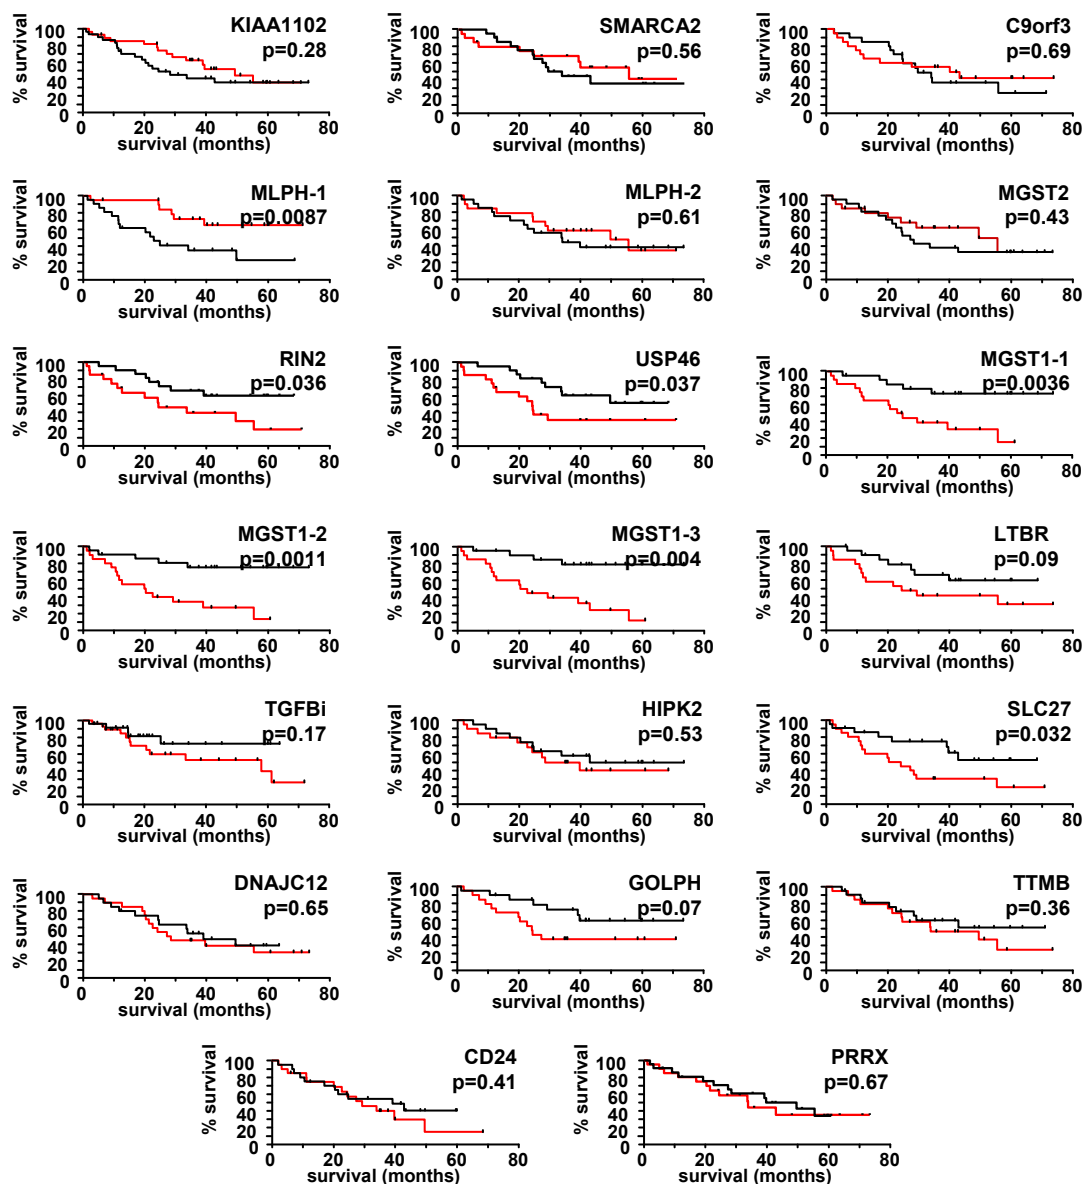 KIAA1102
p=0.28
% survival
100
80
60
40
20
0
0 20 40 60 80
survival (months)
SMARCA2
p=0.56
% survival
100
80
60
40
20
0
0 20 40 60 80
survival (months)
C9orf3
p=0.69
% survival
100
80
60
40
20
0
0 20 40 60 80
survival (months)
MLPH-1
p=0.0087
% survival
100
80
60
40
20
0
0 20 40 60 80
survival (months)
MLPH-2
p=0.61
% survival
100
80
60
40
20
0
0 20 40 60 80
survival (months)
MGST2
p=0.43
% survival
100
80
60
40
20
0
0 20 40 60 80
survival (months)
RIN2
p=0.036
% survival
100
80
60
40
20
0
0 20 40 60 80
survival (months)
USP46
p=0.037
% survival
100
80
60
40
20
0
0 20 40 60 80
survival (months)
MGST1-1
p=0.0036
% survival
100
80
60
40
20
0
0 20 40 60 80
survival (months)
MGST1-2
p=0.0011
% survival
100
80
60
40
20
0
0 20 40 60 80
survival (months)
MGST1-3
p=0.004
% survival
100
80
60
40
20
0
0 20 40 60 80
survival (months)
LTBR
p=0.09
% survival
100
80
60
40
20
0
0 20 40 60 80
survival (months)
TGFBi
p=0.17
% survival
100
80
60
40
20
0
0 20 40 60 80
survival (months)
HIPK2
p=0.53
% survival
100
80
60
40
20
0
0 20 40 60 80
survival (months)
SLC27
p=0.032
% survival
100
80
60
40
20
0
0 20 40 60 80
survival (months)
DNAJC12
p=0.65
% survival
100
80
60
40
20
0
0 20 40 60 80
survival (months)
GOLPH
p=0.07
% survival
100
80
60
40
20
0
0 20 40 60 80
survival (months)
TTMB
p=0.36
% survival
100
80
60
40
20
0
0 20 40 60 80
survival (months)
CD24
p=0.41
% survival
100
80
60
40
20
0
0 20 40 60 80
survival (months)
PRRX
p=0.67
% survival
100
80
60
40
20
0
0 20 40 60 80
survival (months)